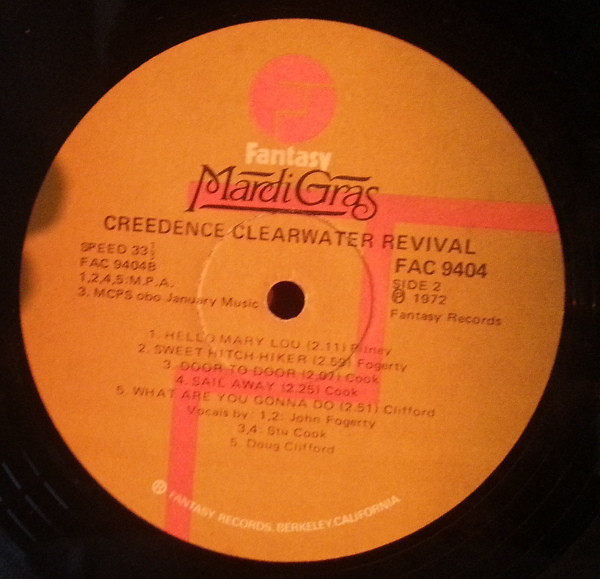 Fantasy
Mardi Gras
CREEDENCE CLEARWATER REVIVAL
SPEED 33⅓
FAC 9404B
1,2,4,5:M.P.A.
3. MCPS obo January Music
FAC 9404
SIDE 2
℗ 1972
Fantasy Records
1. HELLO MARY LOU (2.11) Pitney
2. SWEET HITCH-HIKER (2.59) Fogerty
3. DOOR TO DOOR (2.07) Cook
4. SAIL AWAY (2.25) Cook
5. WHAT ARE YOU GONNA DO (2.51) Clifford
Vocals by: 1,2: John Fogerty
3,4: Stu Cook
5. Doug Clifford
® FANTASY RECORDS, BERKELEY, CALIFORNIA